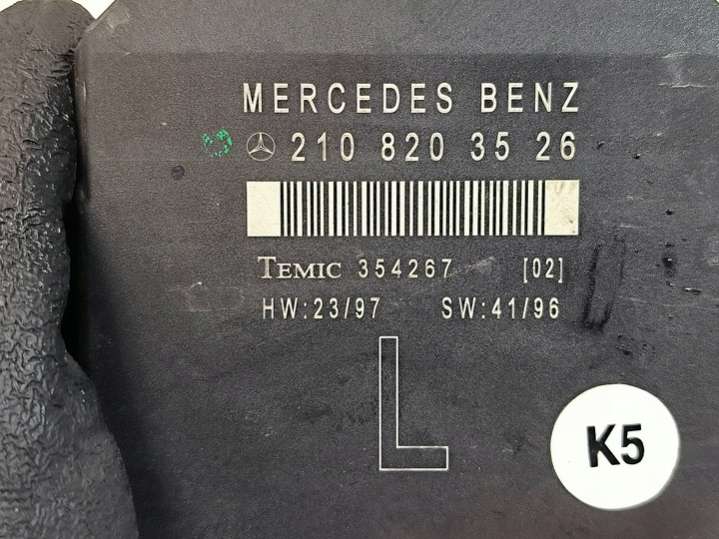 MERCEDES BENZ
210 820 35 26
TEMIC 354267 [02]
HW:23/97 SW:41/96
L
K5